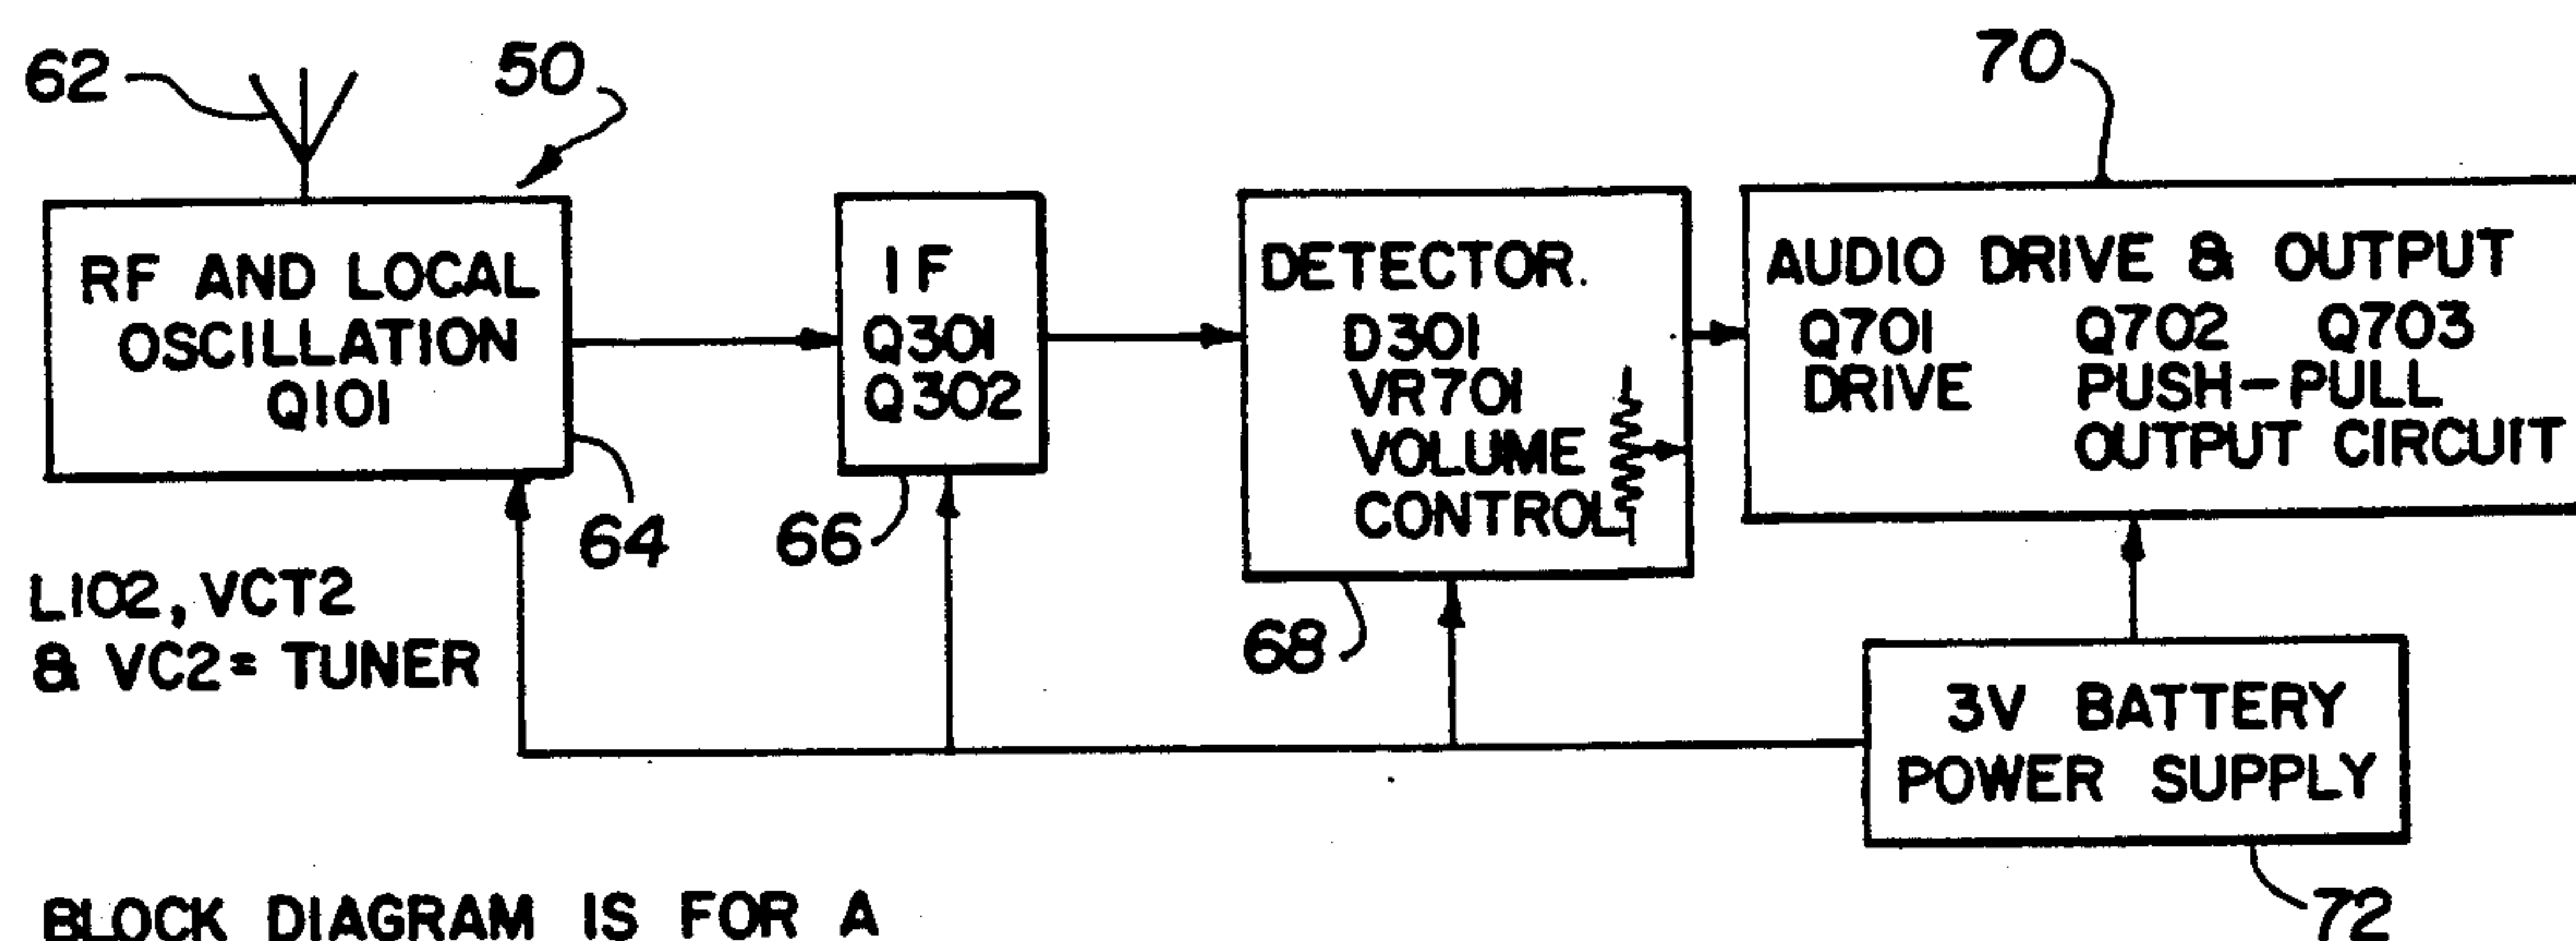 62
50
70
RF AND LOCAL
OSCILLATION
Q101
IF
Q301
Q302
DETECTOR.
D301
VR701
VOLUME
CONTROL
AUDIO DRIVE & OUTPUT
Q701 Q702 Q703
DRIVE PUSH-PULL
OUTPUT CIRCUIT
64
66
68
L102, VCT2
& VC2= TUNER
3V BATTERY
POWER SUPPLY
72
BLOCK DIAGRAM IS FOR A